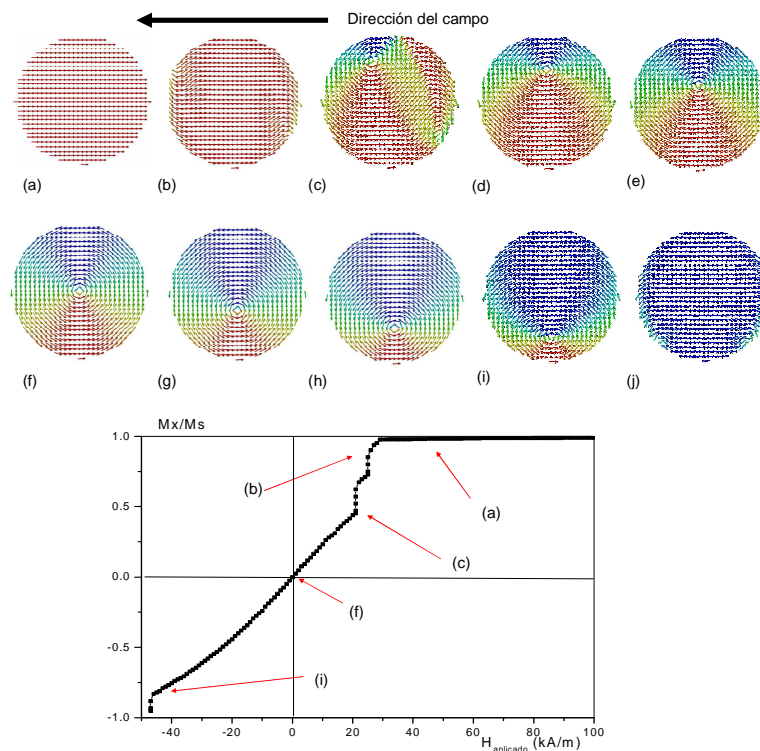 Dirección del campo
(a)
(b)
(c)
(d)
(e)
(f)
(g)
(h)
(i)
(j)
Mx/Ms
1.0
0.5
0.0
-0.5
-1.0
(b)
(a)
(c)
(f)
(i)
-40 -20 0 20 40 60 80 100
H aplicado (kA/m)